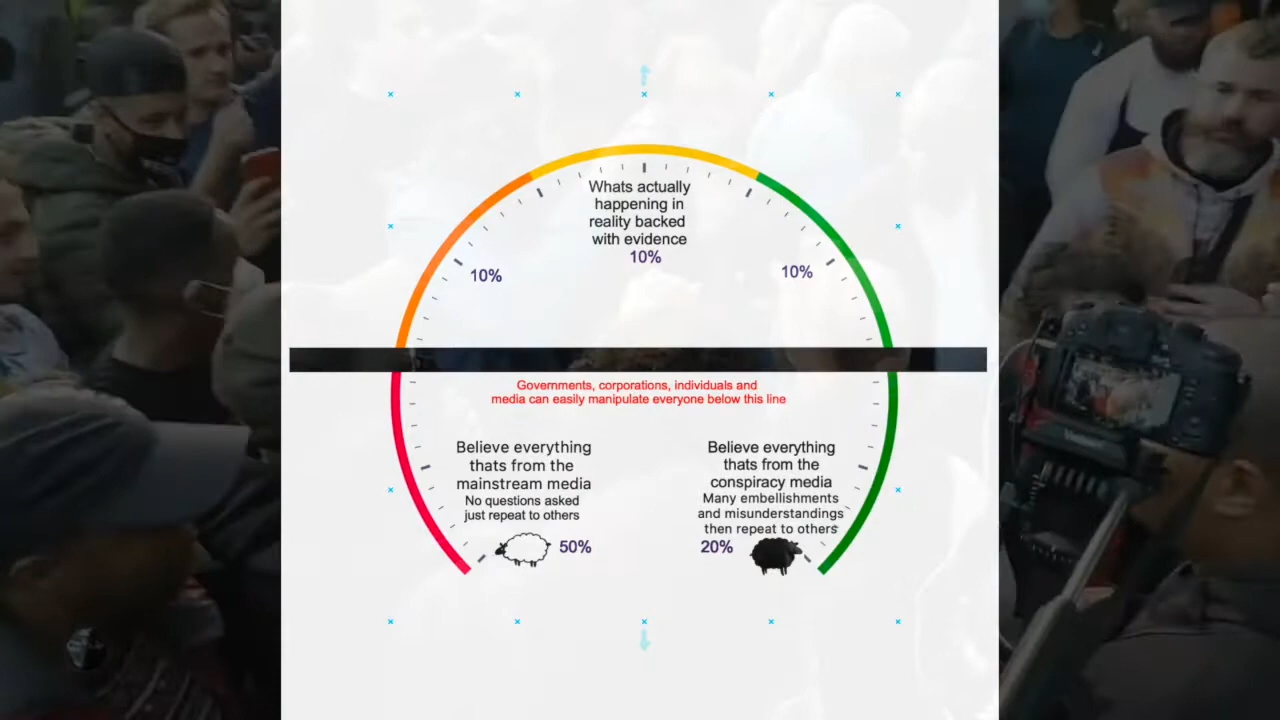 Whats actually
happening in
reality backed
with evidence
10%
10%
10%
Governments, corporations, individuals and
media can easily manipulate everyone below this line
Believe everything
thats from the
mainstream media
No questions asked
just repeat to others
50%
Believe everything
thats from the
conspiracy media
Many embellishments
and misunderstandings
then repeat to others
20%